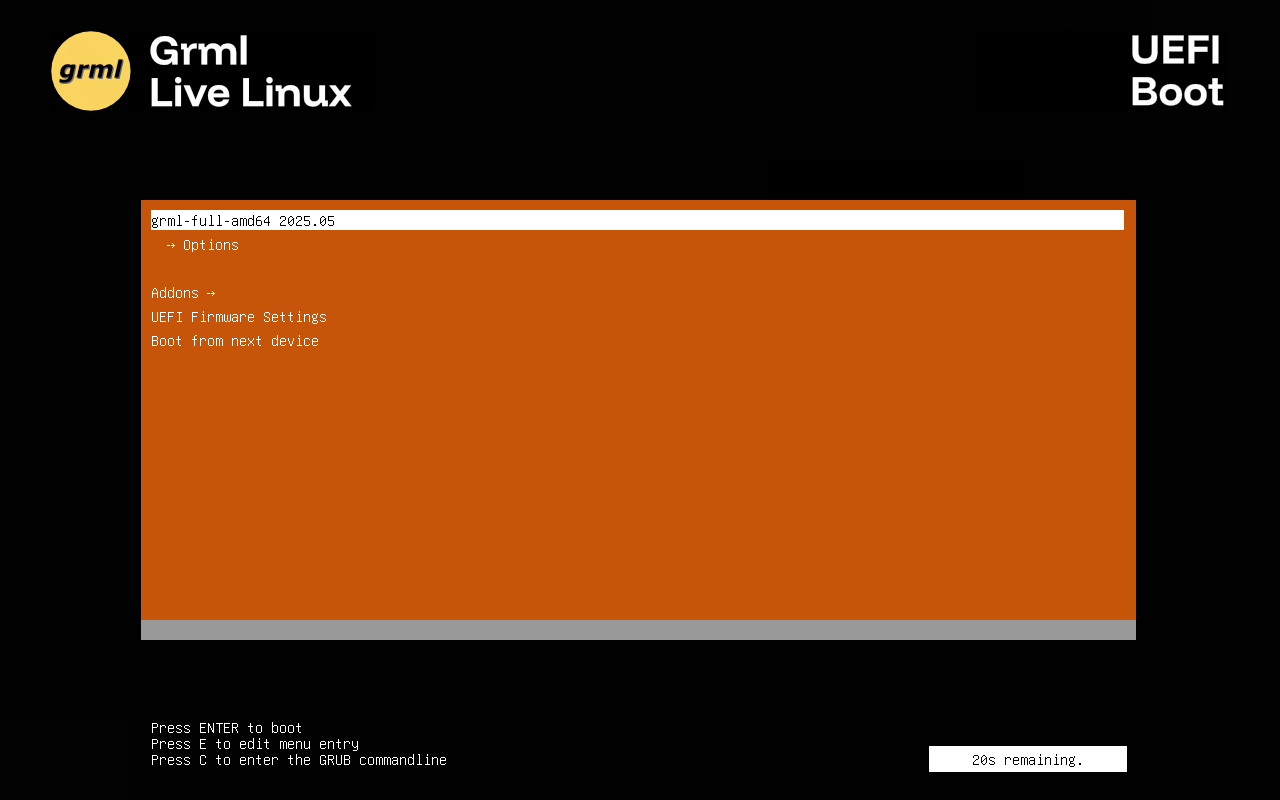 grml
Grml
Live Linux
UEFI
Boot
grml-full-amd64 2025.05
→ Options
Addons →
UEFI Firmware Settings
Boot from next device
Press ENTER to boot
Press E to edit menu entry
Press C to enter the GRUB commandline
20s remaining.